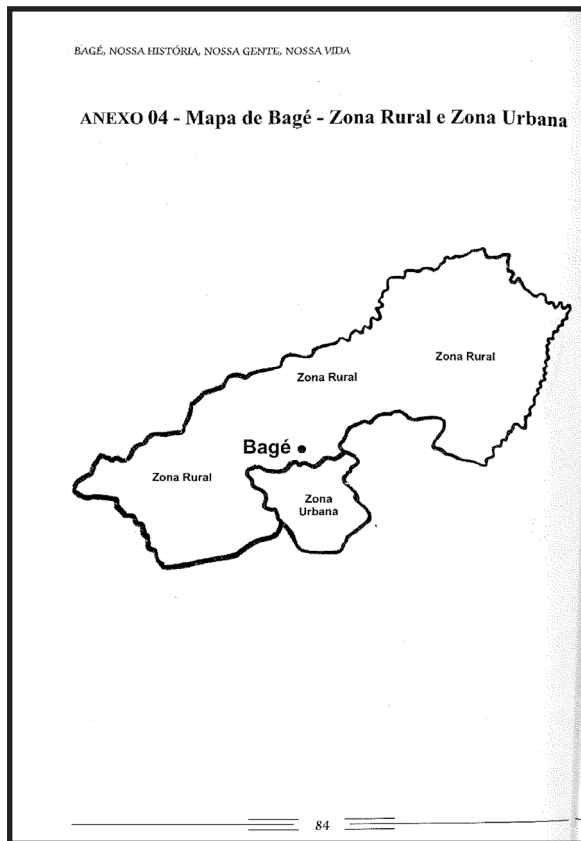 BAGÉ, NOSSA HISTÓRIA, NOSSA GENTE, NOSSA VIDA
ANEXO 04 - Mapa de Bagé - Zona Rural e Zona Urbana
Zona Rural
Zona Rural
Bagé
Zona Rural
Zona
Urbana
84